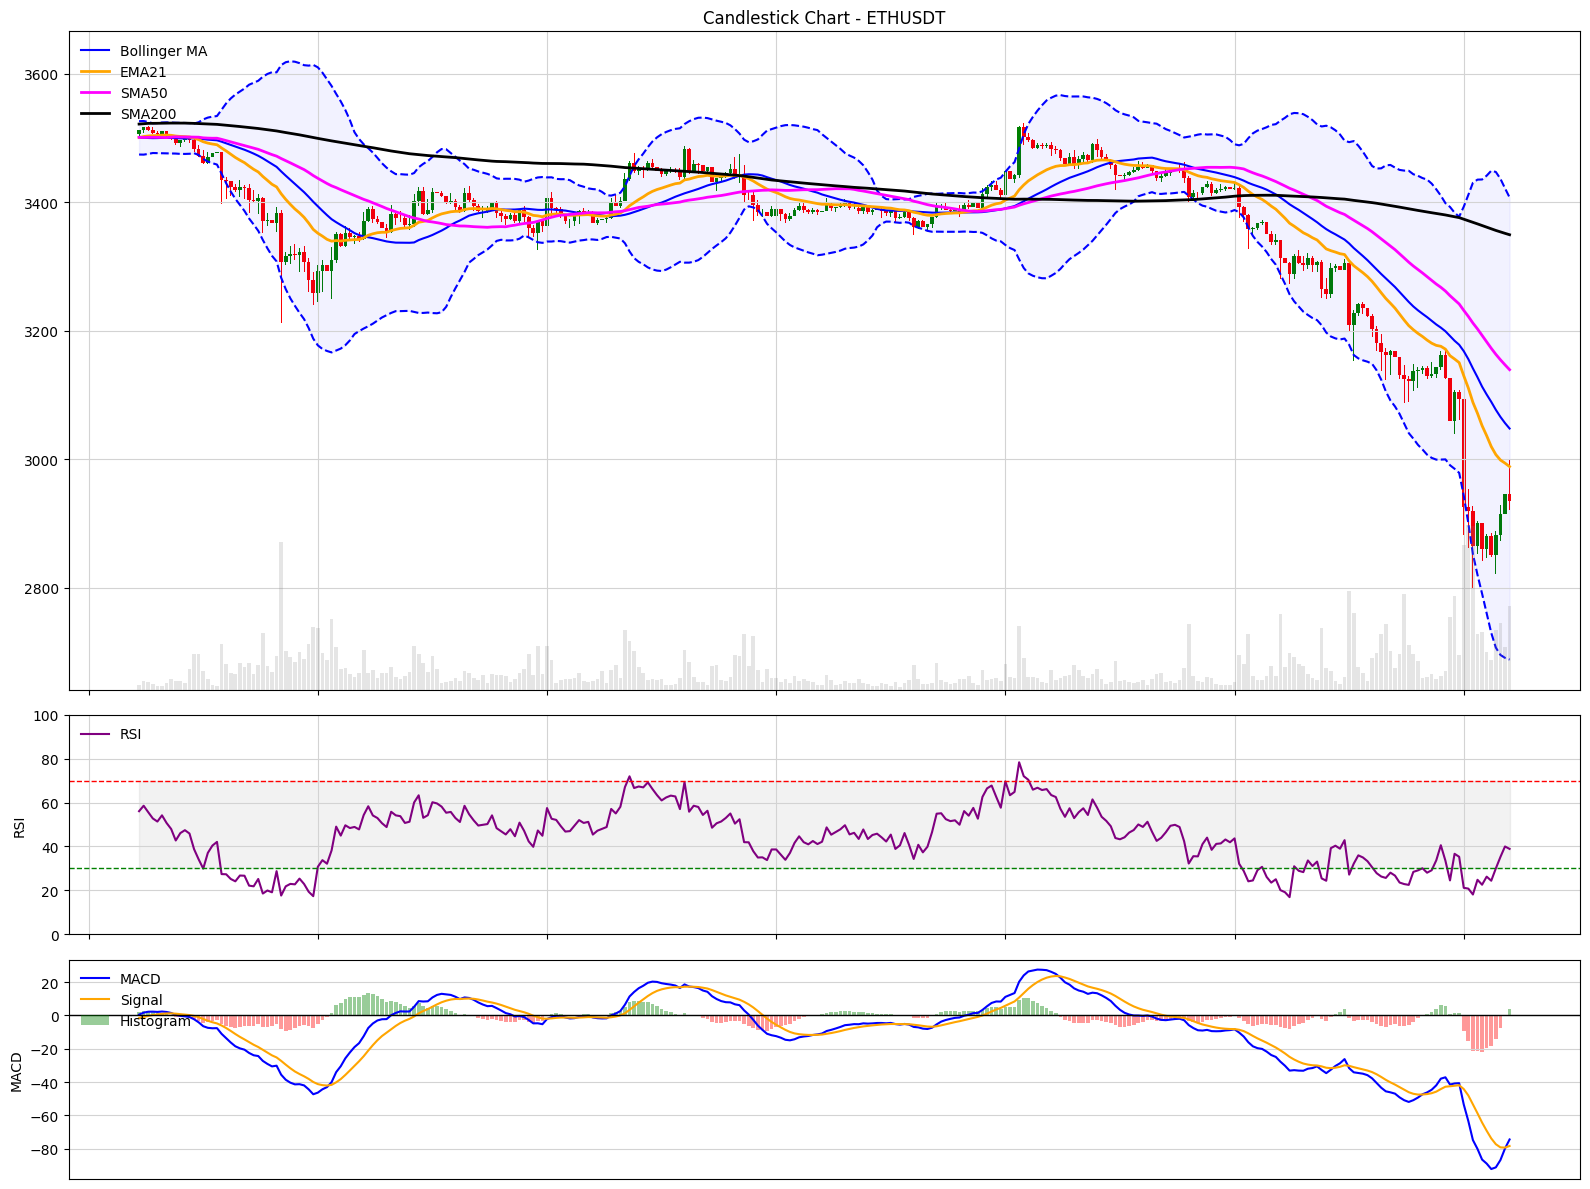 Candlestick Chart - ETHUSDT
Bollinger MA
EMA21
SMA50
SMA200
3600
3400
3200
3000
2800
RSI
100
80
60
40
20
0
RSI
MACD
Signal
Histogram
20
0
−20
−40
−60
−80
MACD